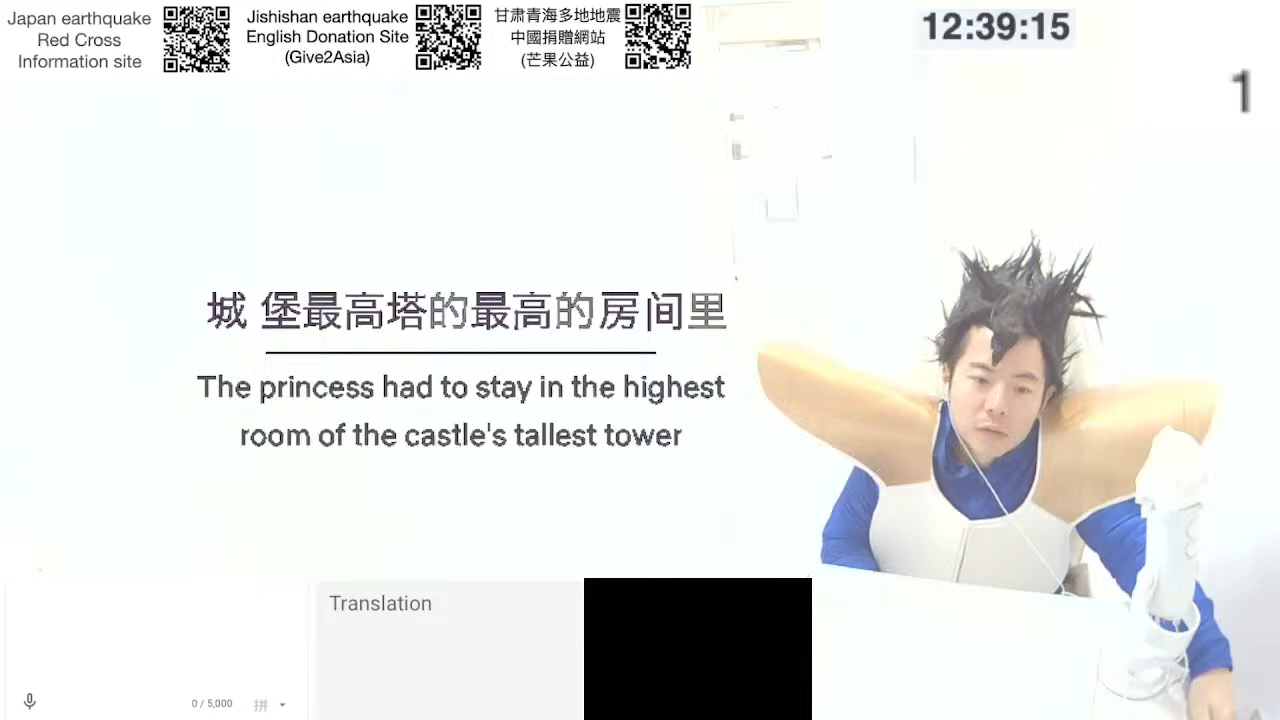 Japan earthquake
Red Cross
Information site
Jishishan earthquake
English Donation Site
(Give2Asia)
甘肅青海多地地震
中國捐贈網站
(芒果公益)
12:39:15
1
城 堡最高塔的最高的房间里
The princess had to stay in the highest
room of the castle's tallest tower
Translation
0 / 5,000
拼